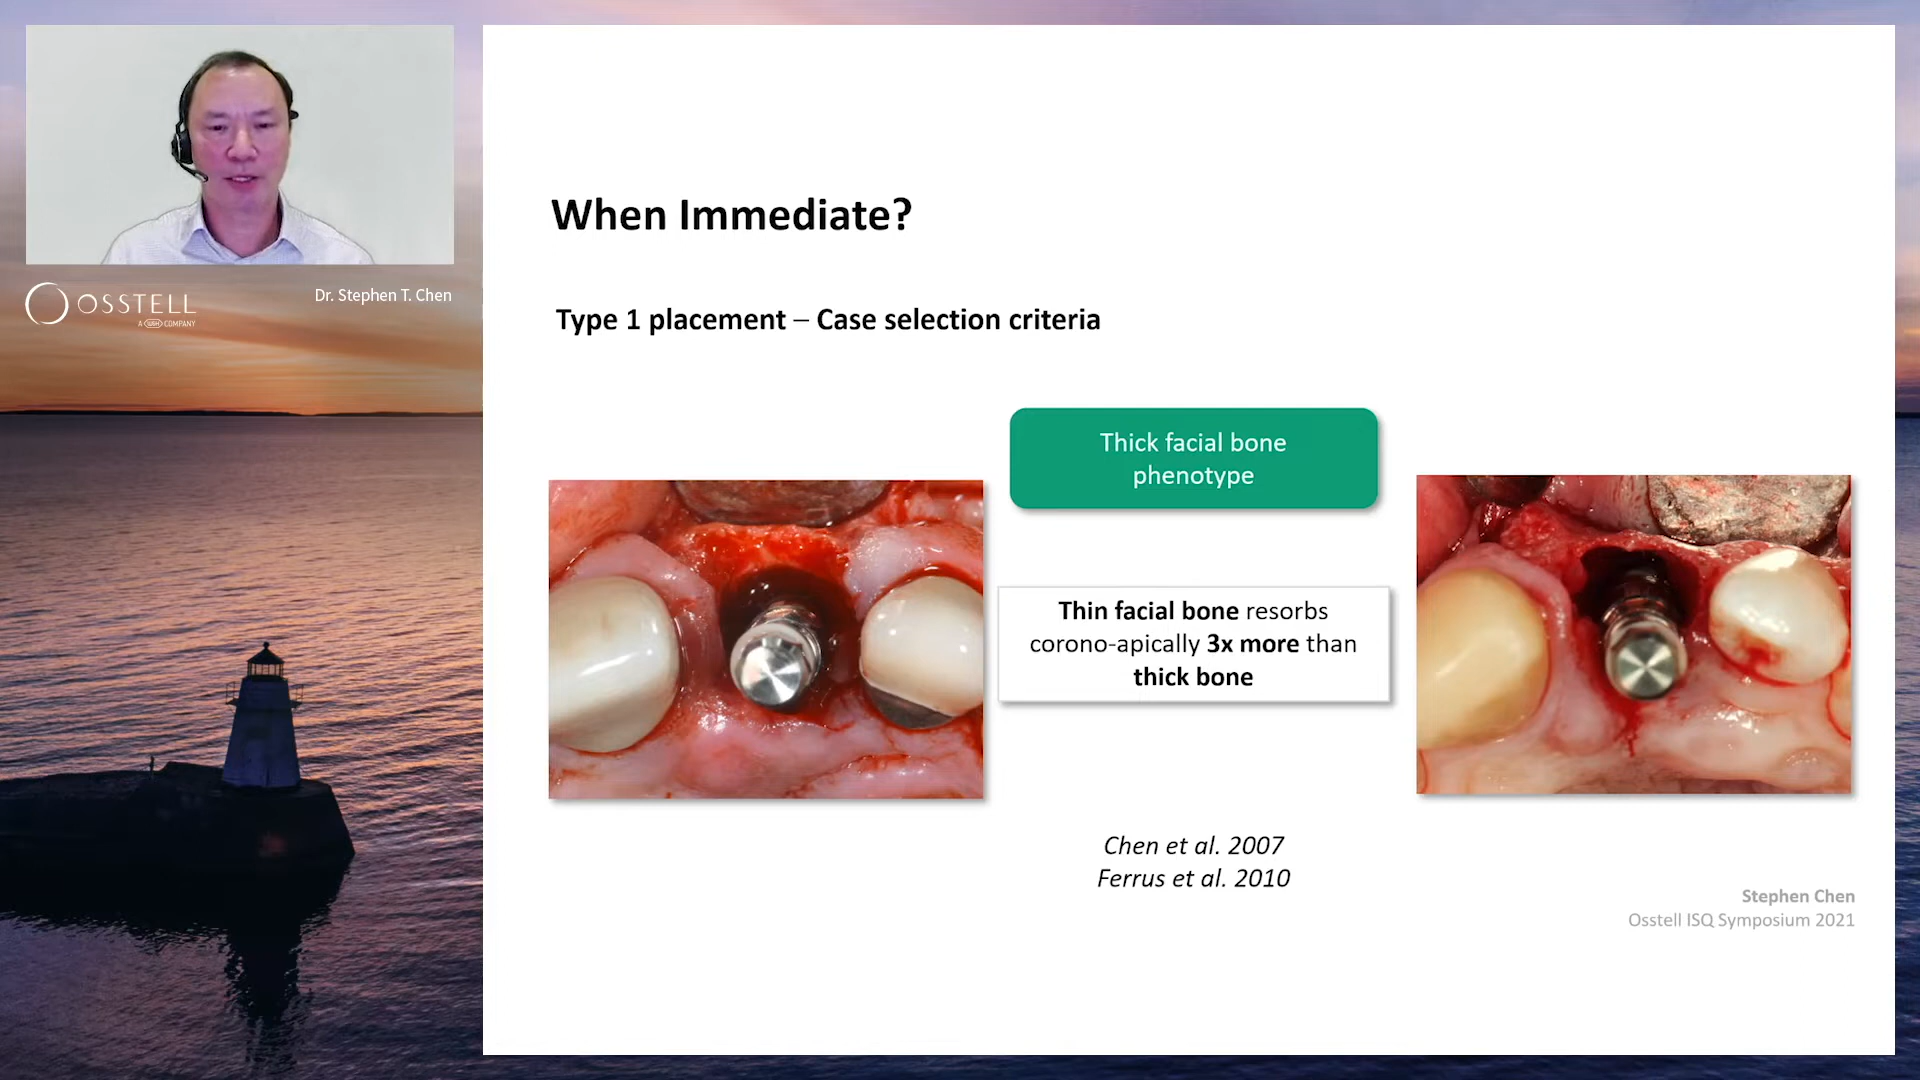 OSSTELL
A W&H COMPANY
Dr. Stephen T. Chen
When Immediate?
Type 1 placement – Case selection criteria
Thick facial bone
phenotype
Thin facial bone resorbs
corono-apically 3x more than
thick bone
Chen et al. 2007
Ferrus et al. 2010
Stephen Chen
Osstell ISQ Symposium 2021